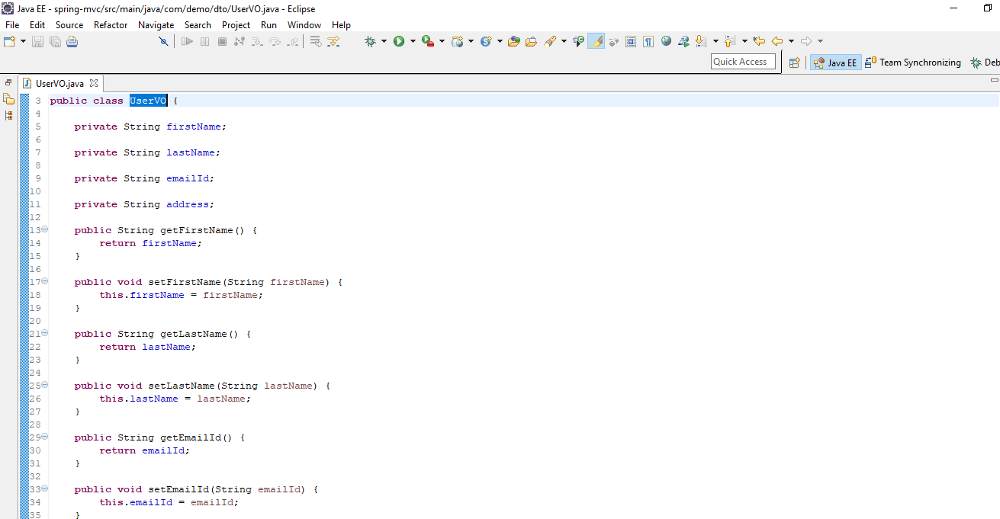 Java EE - spring-mvc/src/main/java/com/demo/dto/UserVO.java - Eclipse
File Edit Source Refactor Navigate Search Project Run Window Help
Quick Access
Java EE
Team Synchronizing
Deb
UserVO.java
3 public class UserVO {
4
5 private String firstName;
6
7 private String lastName;
8
9 private String emailId;
10
11 private String address;
12
13 public String getFirstName() {
14 return firstName;
15 }
16
17 public void setFirstName(String firstName) {
18 this.firstName = firstName;
19 }
20
21 public String getLastName() {
22 return lastName;
23 }
24
25 public void setLastName(String lastName) {
26 this.lastName = lastName;
27 }
28
29 public String getEmailId() {
30 return emailId;
31 }
32
33 public void setEmailId(String emailId) {
34 this.emailId = emailId;
35 }